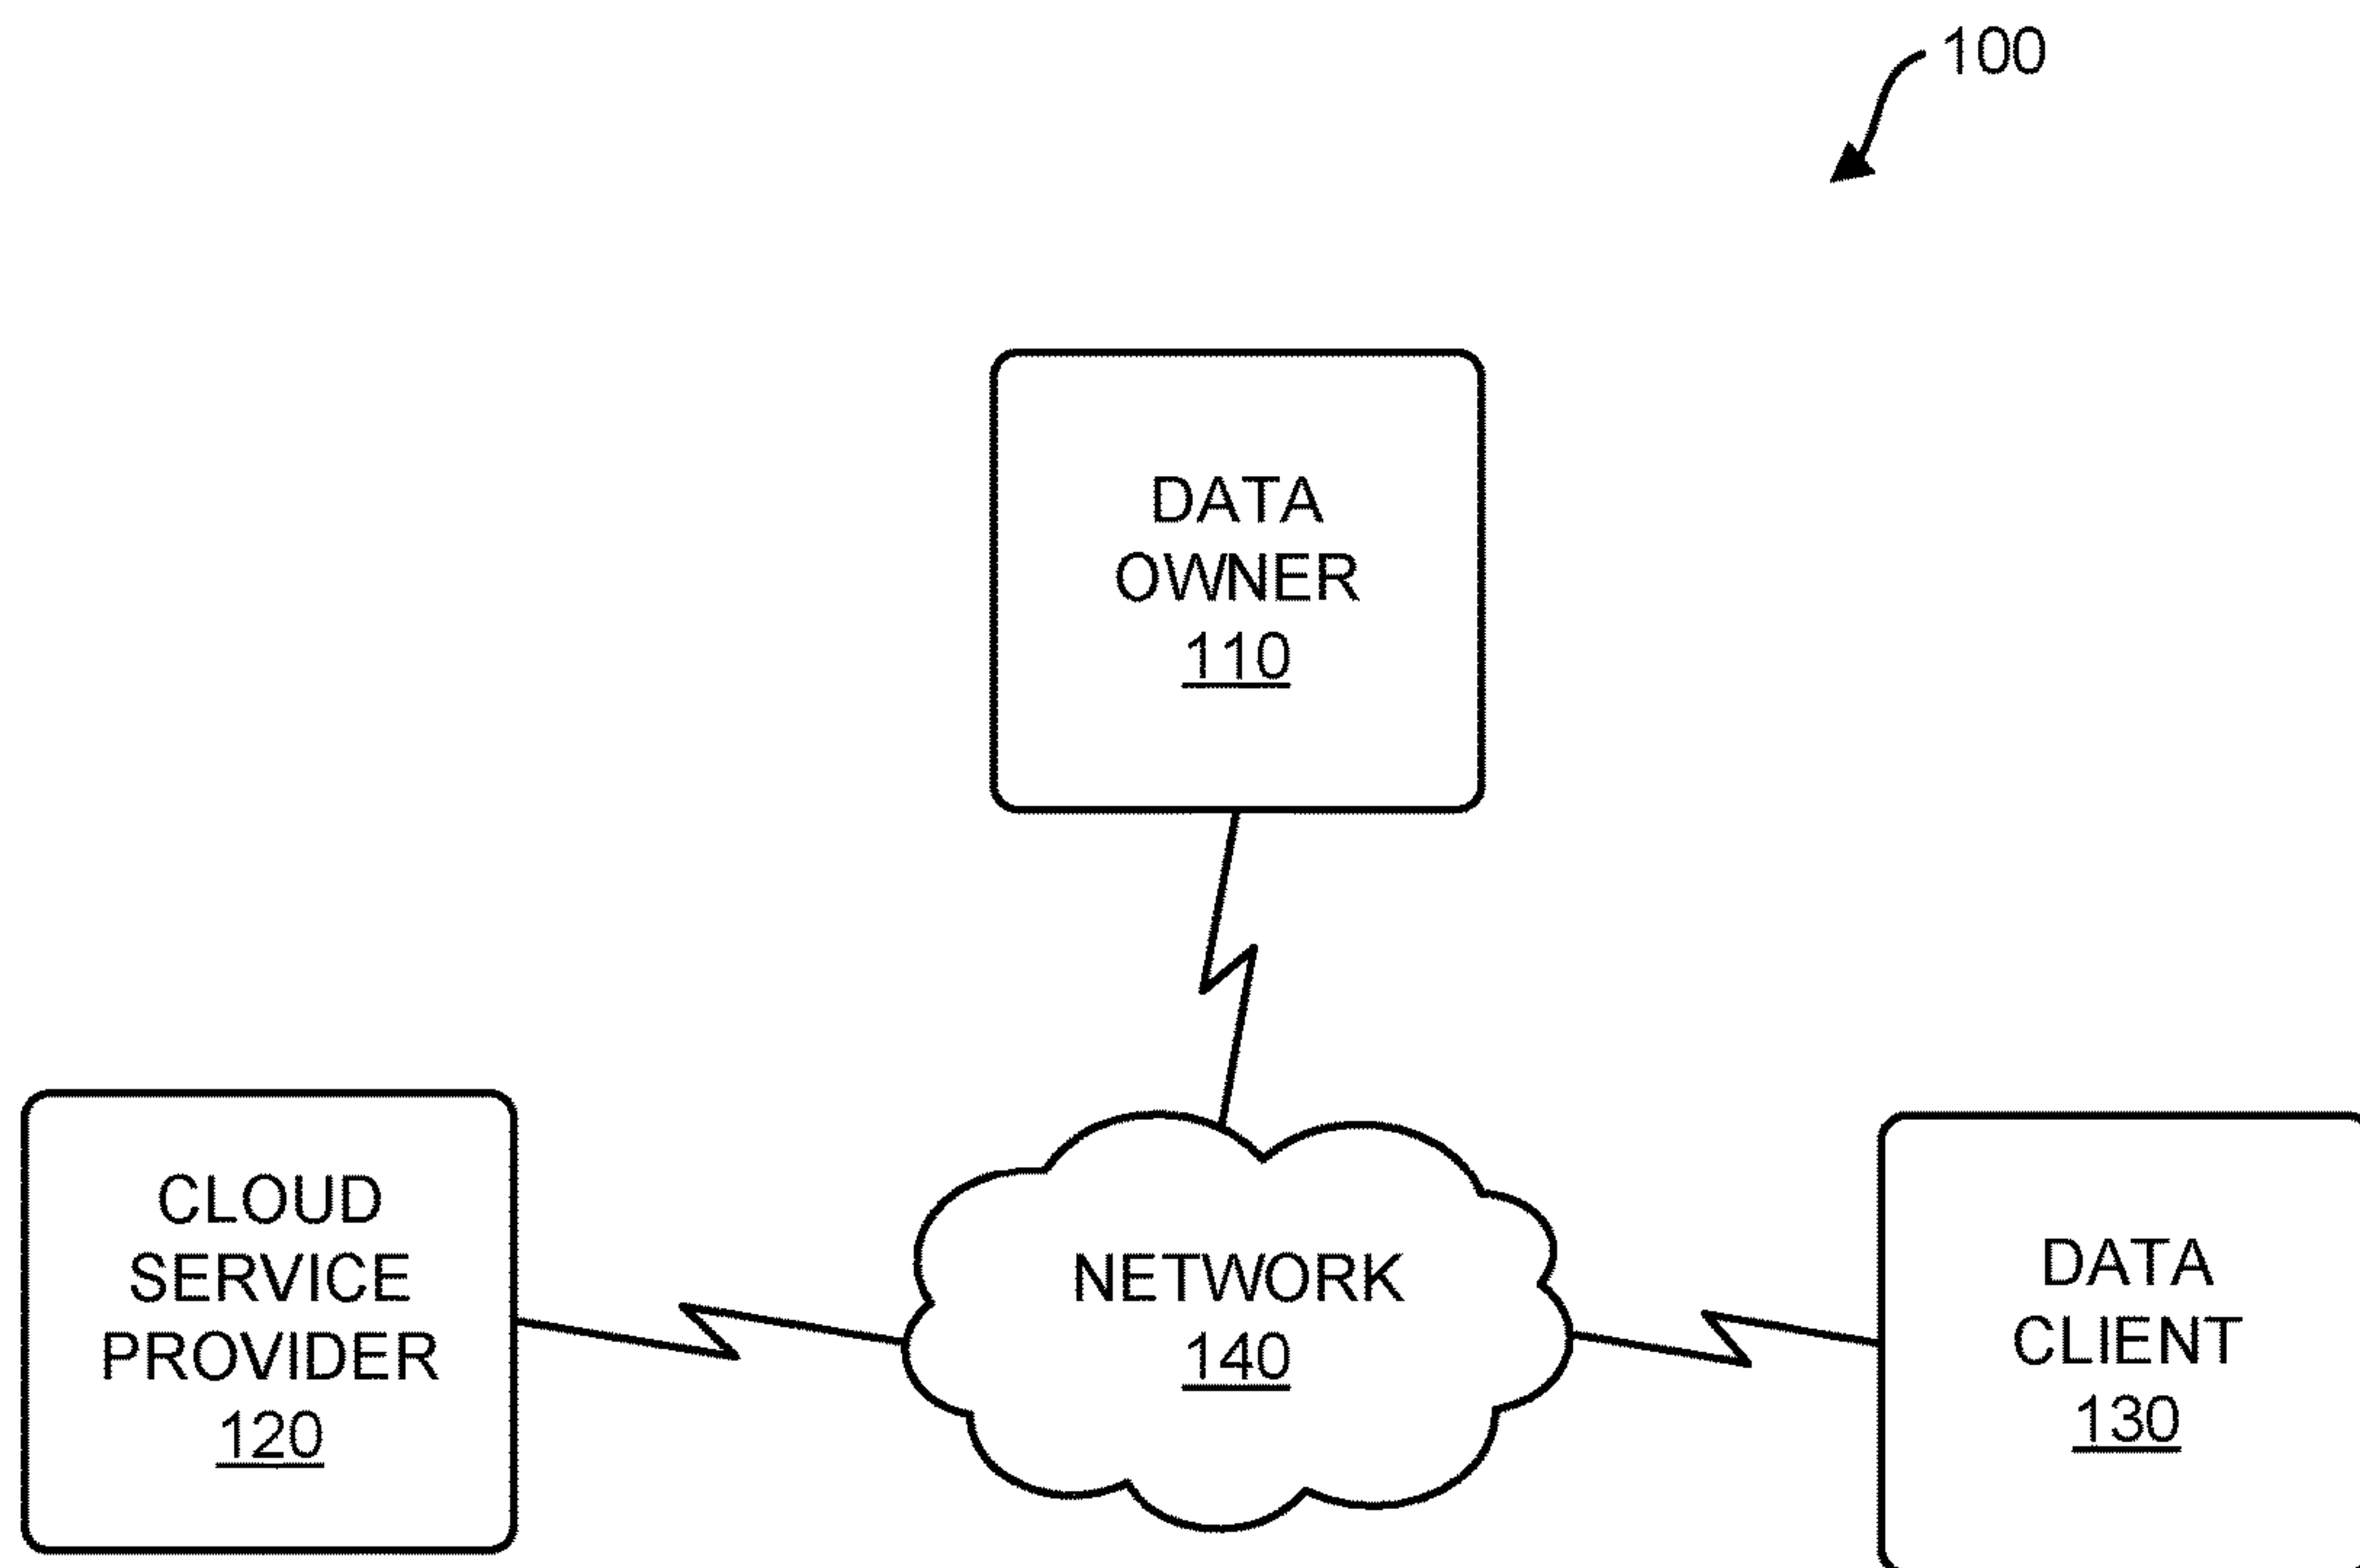 100
DATA
OWNER
110
CLOUD
SERVICE
PROVIDER
120
NETWORK
140
DATA
CLIENT
130